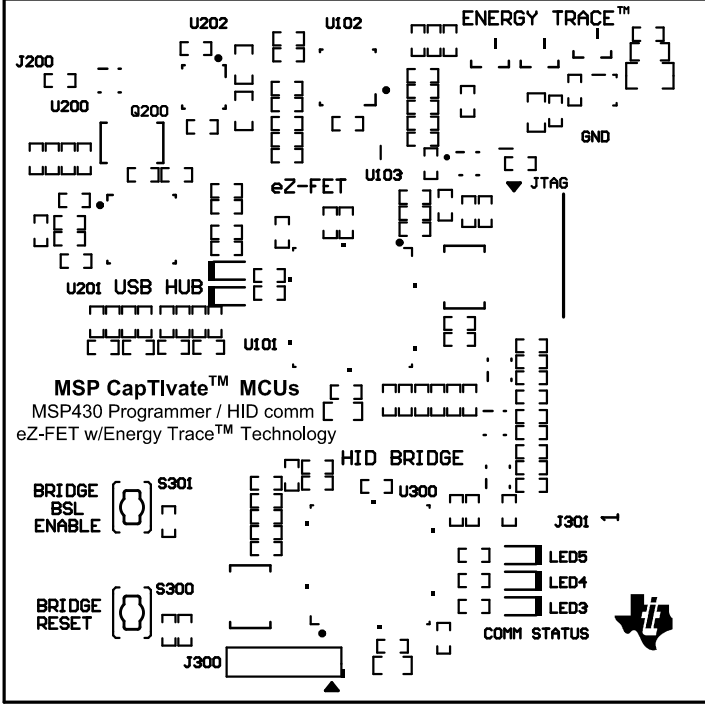 ENERGY TRACE™
U202
U102
J200
U200
Q200
GND
U103
eZ-FET
JTAG
U201
USB HUB
U101
MSP CapTIvate™ MCUs
MSP430 Programmer / HID comm
eZ-FET w/Energy Trace™ Technology
HID BRIDGE
S301
U300
BRIDGE
BSL
ENABLE
J301
1
LED5
LED4
S300
LED3
BRIDGE
RESET
COMM STATUS
J300